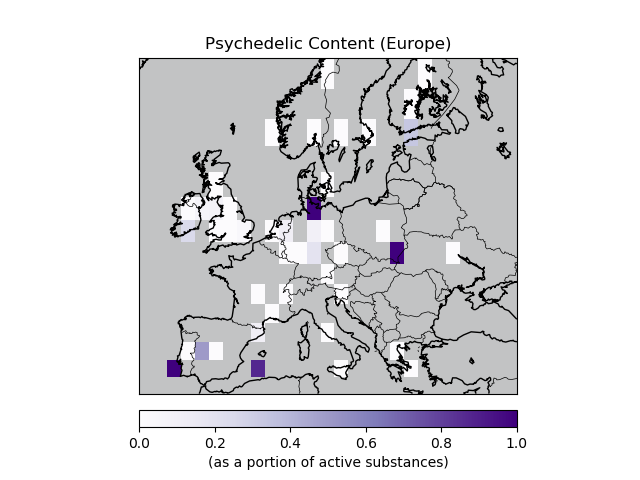 Psychedelic Content (Europe)
0.0 0.2 0.4 0.6 0.8 1.0
(as a portion of active substances)